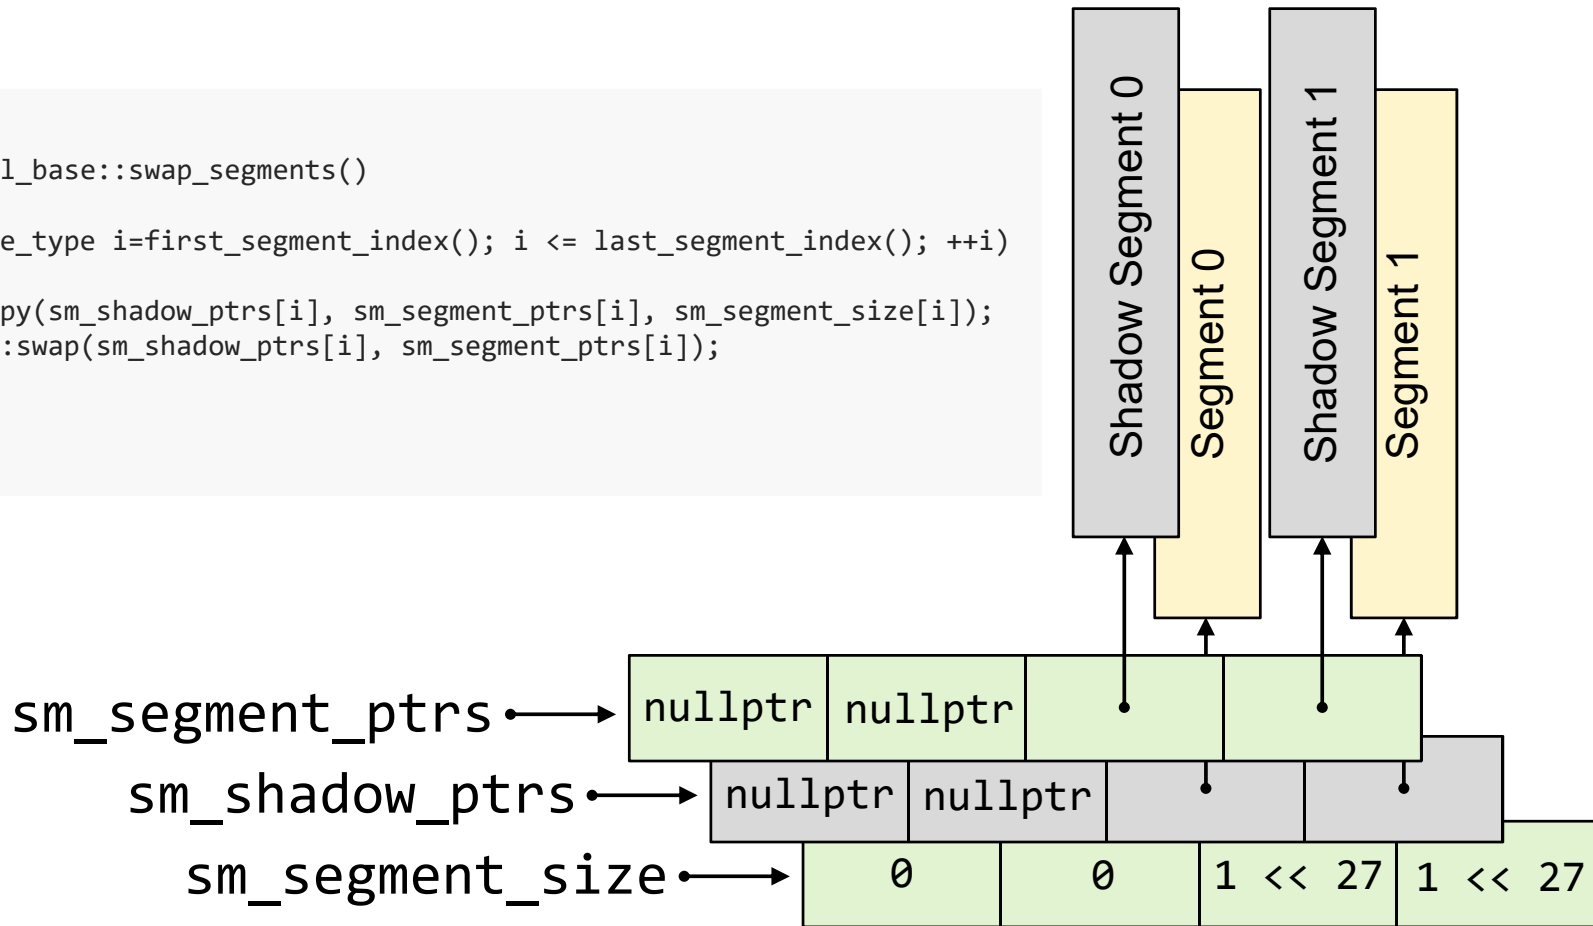 l_base::swap_segments()
e_type i=first_segment_index(); i <= last_segment_index(); ++i)
py(sm_shadow_ptrs[i], sm_segment_ptrs[i], sm_segment_size[i]);
:swap(sm_shadow_ptrs[i], sm_segment_ptrs[i]);
Shadow Segment 0
Segment 0
Shadow Segment 1
Segment 1
sm_segment_ptrs nullptr nullptr
sm_shadow_ptrs nullptr nullptr
sm_segment_size 0 0 1 << 27 1 << 27